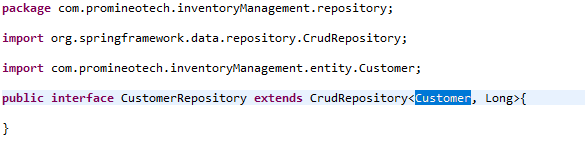 package com.promineotech.inventoryManagement.repository;
import org.springframework.data.repository.CrudRepository;
import com.promineotech.inventoryManagement.entity.Customer;
public interface CustomerRepository extends CrudRepository<Customer, Long>{
}